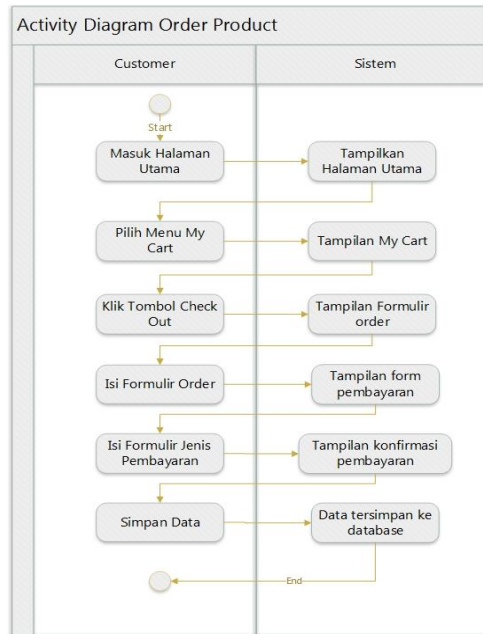 Activity Diagram Order Product
Customer
Sistem
Start
Masuk Halaman
Utama
Tampilkan
Halaman Utama
Pilih Menu My
Cart
Tampilan My Cart
Klik Tombol Check
Out
Tampilan Formulir
order
Isi Formulir Order
Tampilan form
pembayaran
Isi Formulir Jenis
Pembayaran
Tampilan konfirmasi
pembayaran
Simpan Data
Data tersimpan ke
database
End